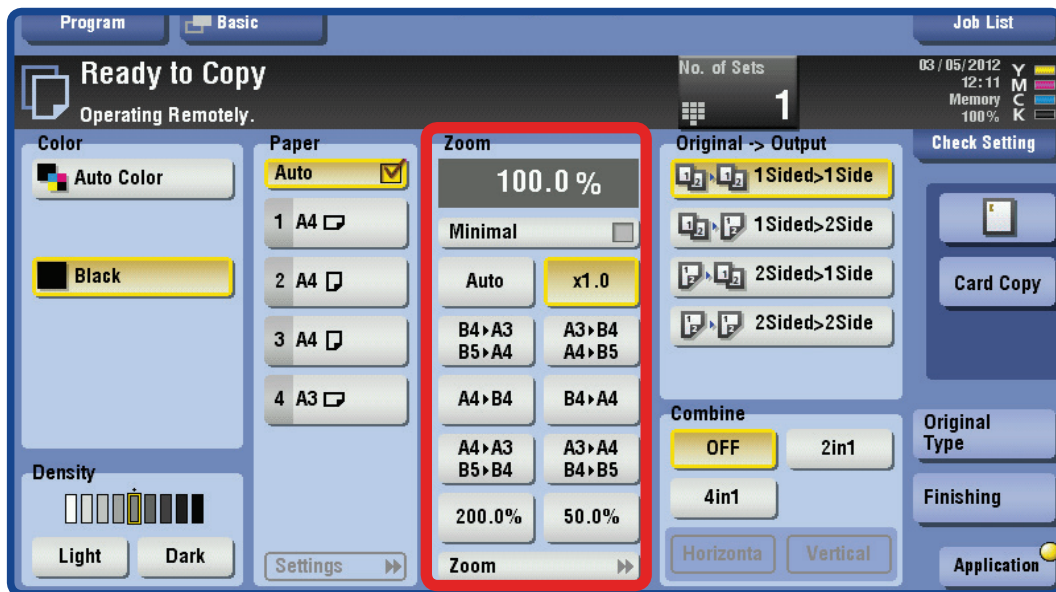 Program
Basic
Job List
Ready to Copy
Operating Remotely.
No. of Sets
1
03/05/2012
12:11
Memory
100%
Y
M
C
K
Color
Auto Color
Black
Density
Light
Dark
Paper
Auto
1 A4
2 A4
3 A4
4 A3
Settings
Zoom
100.0 %
Minimal
Auto
x1.0
B4▸A3
B5▸A4
A3▸B4
A4▸B5
A4▸B4
B4▸A4
A4▸A3
B5▸B4
A3▸A4
B4▸B5
200.0%
50.0%
Zoom
Original -> Output
1Sided>1Side
1Sided>2Side
2Sided>1Side
2Sided>2Side
Combine
OFF
2in1
4in1
Horizonta
Vertical
Check Setting
Card Copy
Original
Type
Finishing
Application